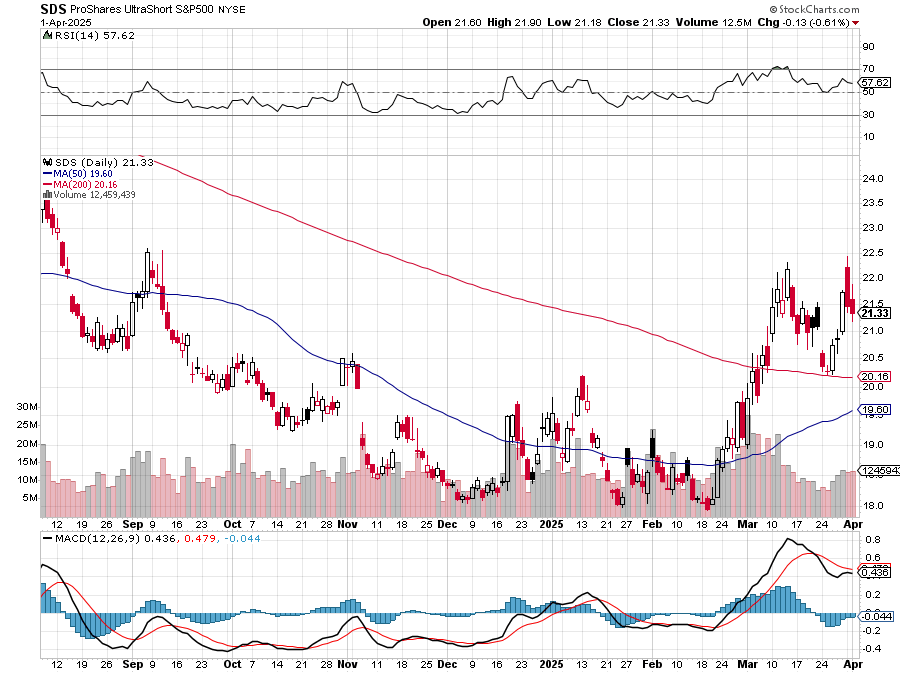 SDS ProShares UltraShort S&P500 NYSE © StockCharts.com
1-Apr-2025 Open 21.60 High 21.90 Low 21.18 Close 21.33 Volume 12.5M Chg -0.13 (-0.61%)
RSI(14) 57.62
90
70
57.62
50
30
10
SDS (Daily) 21.33
MA(50) 19.60
MA(200) 20.16
Volume 12,459,439
24.0
23.5
23.0
22.5
22.0
21.5
21.33
21.0
20.5
20.16
20.0
19.60
19.0
18.0
30M
25M
20M
15M
10M
5M
12 19 26 Sep 9 16 23 Oct 7 14 21 28 Nov 11 18 25 Dec 9 16 23 2025 13 21 27 Feb 10 18 24 Mar 10 17 24 Apr
MACD(12,26,9) 0.436, 0.479, -0.044
0.8
0.6
0.436
0.2
-0.044
-0.2
-0.4
12 19 26 Sep 9 16 23 Oct 7 14 21 28 Nov 11 18 25 Dec 9 16 23 2025 13 21 27 Feb 10 18 24 Mar 10 17 24 Apr